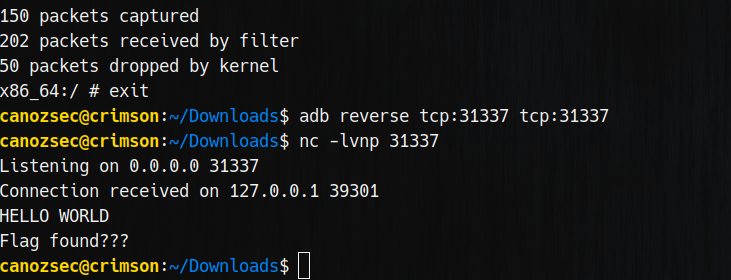 150 packets captured
202 packets received by filter
50 packets dropped by kernel
x86_64:/ # exit
canozsec@crimson:~/Downloads$ adb reverse tcp:31337 tcp:31337
canozsec@crimson:~/Downloads$ nc -lvnp 31337
Listening on 0.0.0.0 31337
Connection received on 127.0.0.1 39301
HELLO WORLD
Flag found???
canozsec@crimson:~/Downloads$